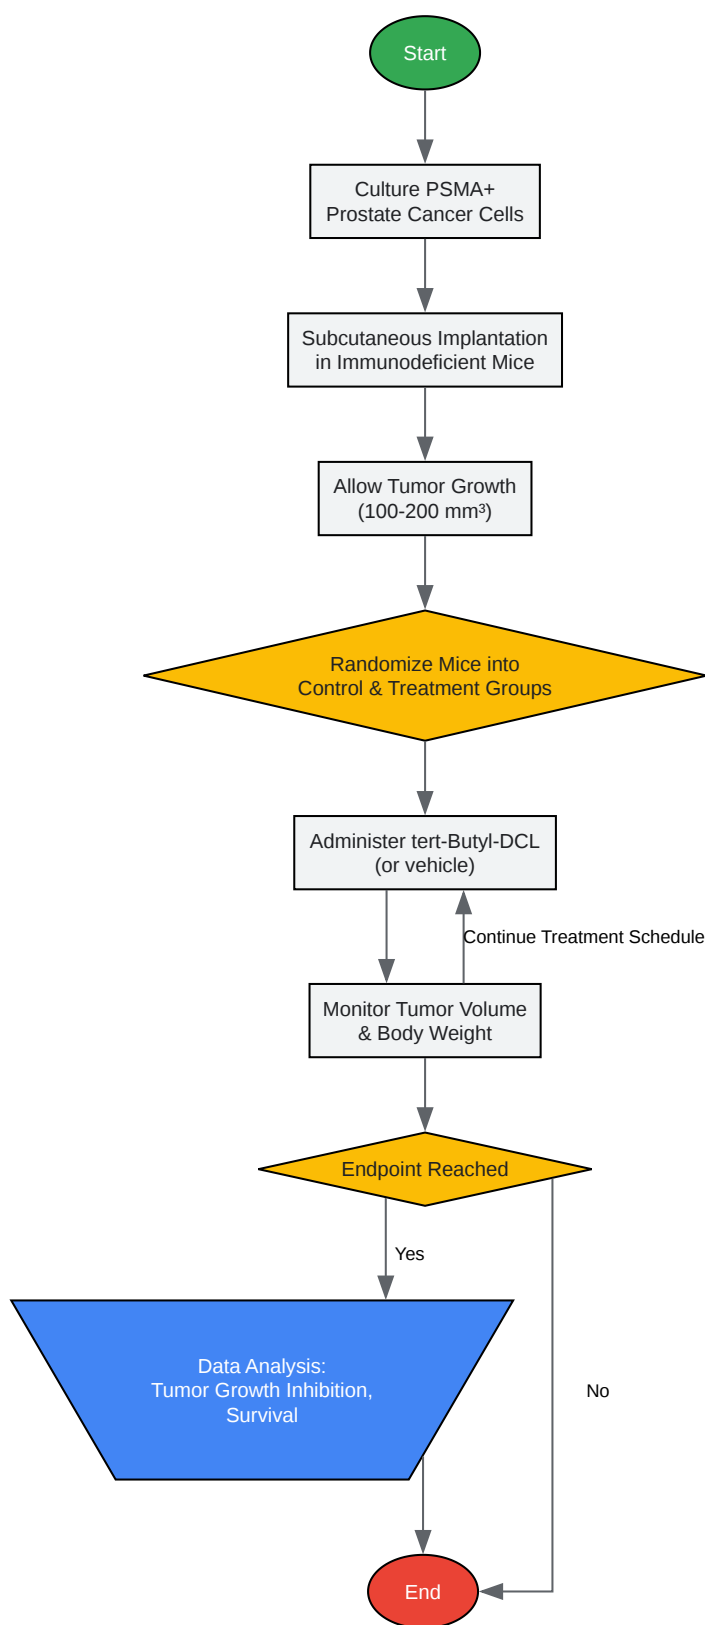 Start
Culture PSMA+
Prostate Cancer Cells
Subcutaneous Implantation
in Immunodeficient Mice
Allow Tumor Growth
(100-200 mm³)
Randomize Mice into
Control & Treatment Groups
Administer tert-Butyl-DCL
(or vehicle)
Continue Treatment Schedule
Monitor Tumor Volume
& Body Weight
Endpoint Reached
Yes
Data Analysis:
Tumor Growth Inhibition,
Survival
No
End